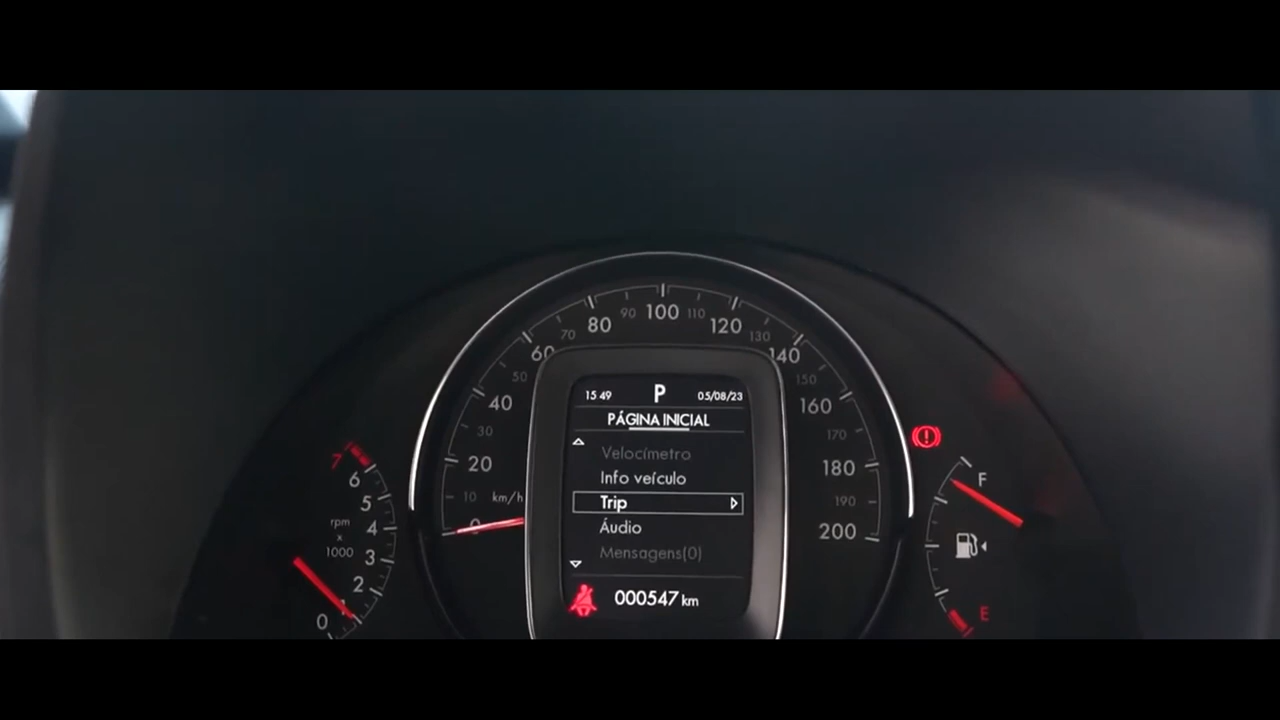 90 100 110
80 120
70 130
60 140
50 150
40 160
30 170
20 180
10 km/h 190
0 200
15 49 P 05/08/23
PÁGINA INICIAL
Velocímetro
Info veículo
Trip
Áudio
Mensagens(0)
000547 km
7
6
5
4
3
2
1
0
rpm
x
1000
F
E